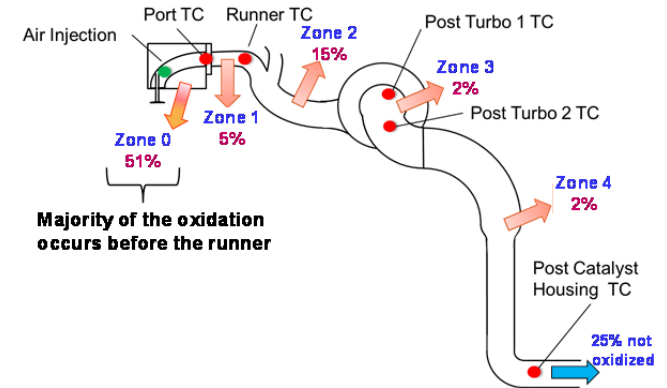 Port TC
Runner TC
Air Injection
Zone 2
15%
Post Turbo 1 TC
Zone 3
2%
Post Turbo 2 TC
Zone 1
5%
Zone 0
51%
Zone 4
2%
Majority of the oxidation
occurs before the runner
Post Catalyst
Housing TC
25% not
oxidized